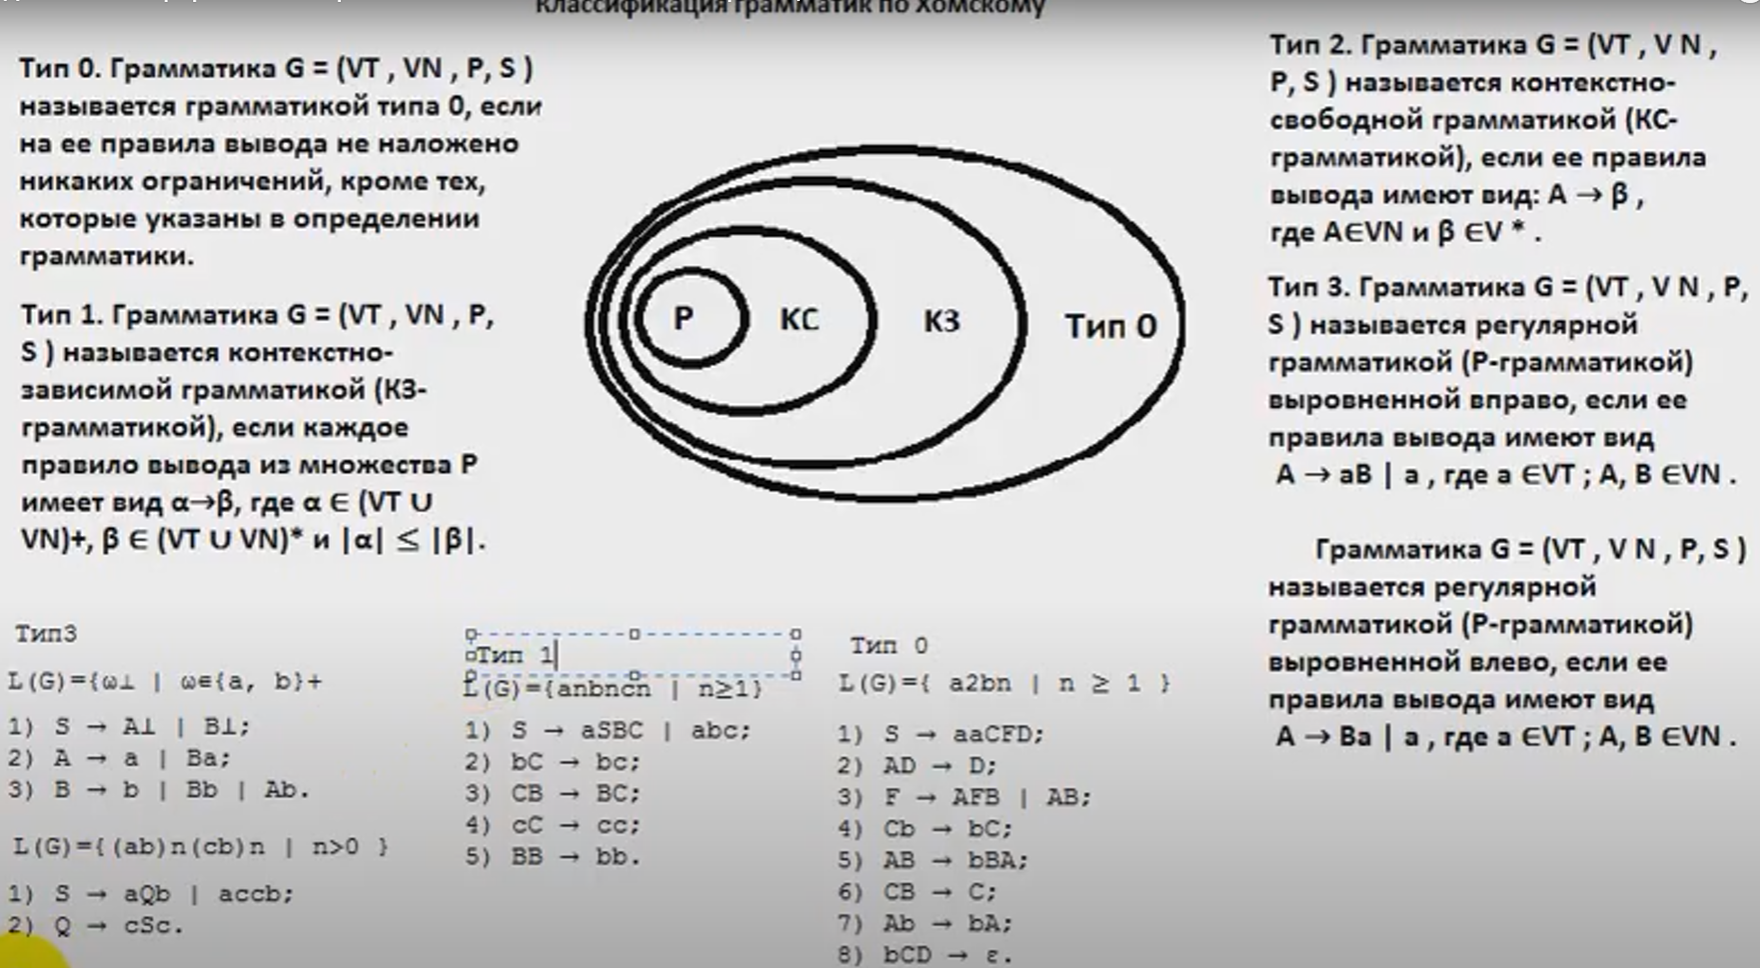 Классификация грамматик по Хомскому
Тип 0. Грамматика G = (VT , VN , P, S )
называется грамматикой типа 0, если
на ее правила вывода не наложено
никаких ограничений, кроме тех,
которые указаны в определении
грамматики.
Тип 1. Грамматика G = (VT , VN , P,
S ) называется контекстно-
зависимой грамматикой (КЗ-
грамматикой), если каждое
правило вывода из множества P
имеет вид α→β, где α ∈ (VT ∪
VN)+, β ∈ (VT ∪ VN)* и |α| ≤ |β|.
Р
КС
КЗ
Тип 0
Тип 2. Грамматика G = (VT , V N ,
P, S ) называется контекстно-
свободной грамматикой (КС-
грамматикой), если ее правила
вывода имеют вид: A → β ,
где A∈VN и β ∈V * .
Тип 3. Грамматика G = (VT , V N , P,
S ) называется регулярной
грамматикой (Р-грамматикой)
выровненной вправо, если ее
правила вывода имеют вид
A → aB | a , где a ∈VT ; A, B ∈VN .
Грамматика G = (VT , V N , P, S )
называется регулярной
грамматикой (Р-грамматикой)
выровненной влево, если ее
правила вывода имеют вид
A → Ba | a , где a ∈VT ; A, B ∈VN .
Тип3
L(G)={ω⊥ | ω∈{a, b}+
1) S → A⊥ | B⊥;
2) A → a | Ba;
3) B → b | Bb | Ab.
L(G)={(ab)n(cb)n | n>0 }
1) S → aQb | accb;
2) Q → cSc.
Тип 1
L(G)={anbncn | n≥1}
1) S → aSBC | abc;
2) bC → bc;
3) CB → BC;
4) cC → cc;
5) BB → bb.
Тип 0
L(G)={ a2bn | n ≥ 1 }
1) S → aaCFD;
2) AD → D;
3) F → AFB | AB;
4) Cb → bC;
5) AB → bBA;
6) CB → C;
7) Ab → bA;
8) bCD → ε.